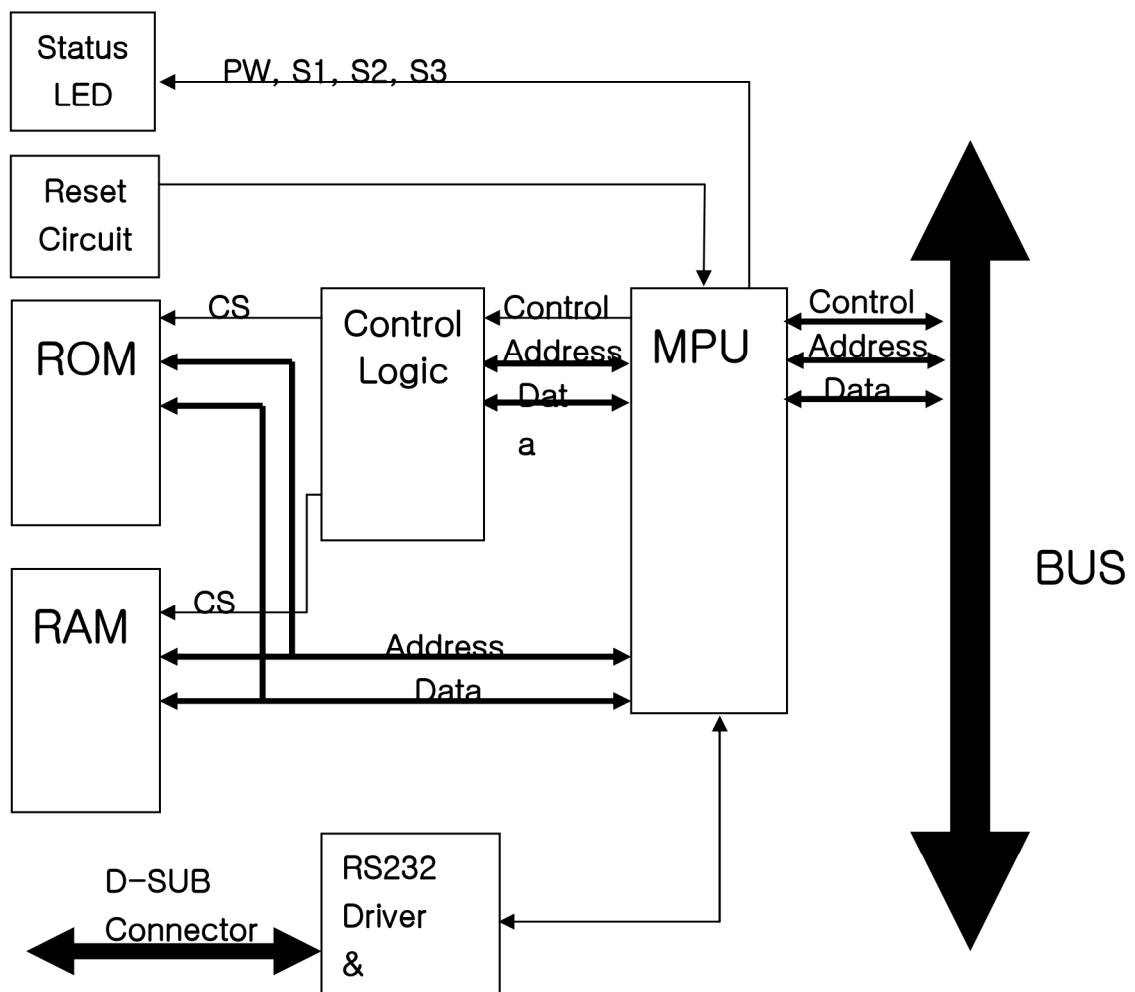 Status
LED
PW, S1, S2, S3
Reset
Circuit
CS
ROM
Control
Logic
Control
Address
Dat
a
MPU
Control
Address
Data
BUS
CS
RAM
Address
Data
D-SUB
Connector
RS232
Driver
&